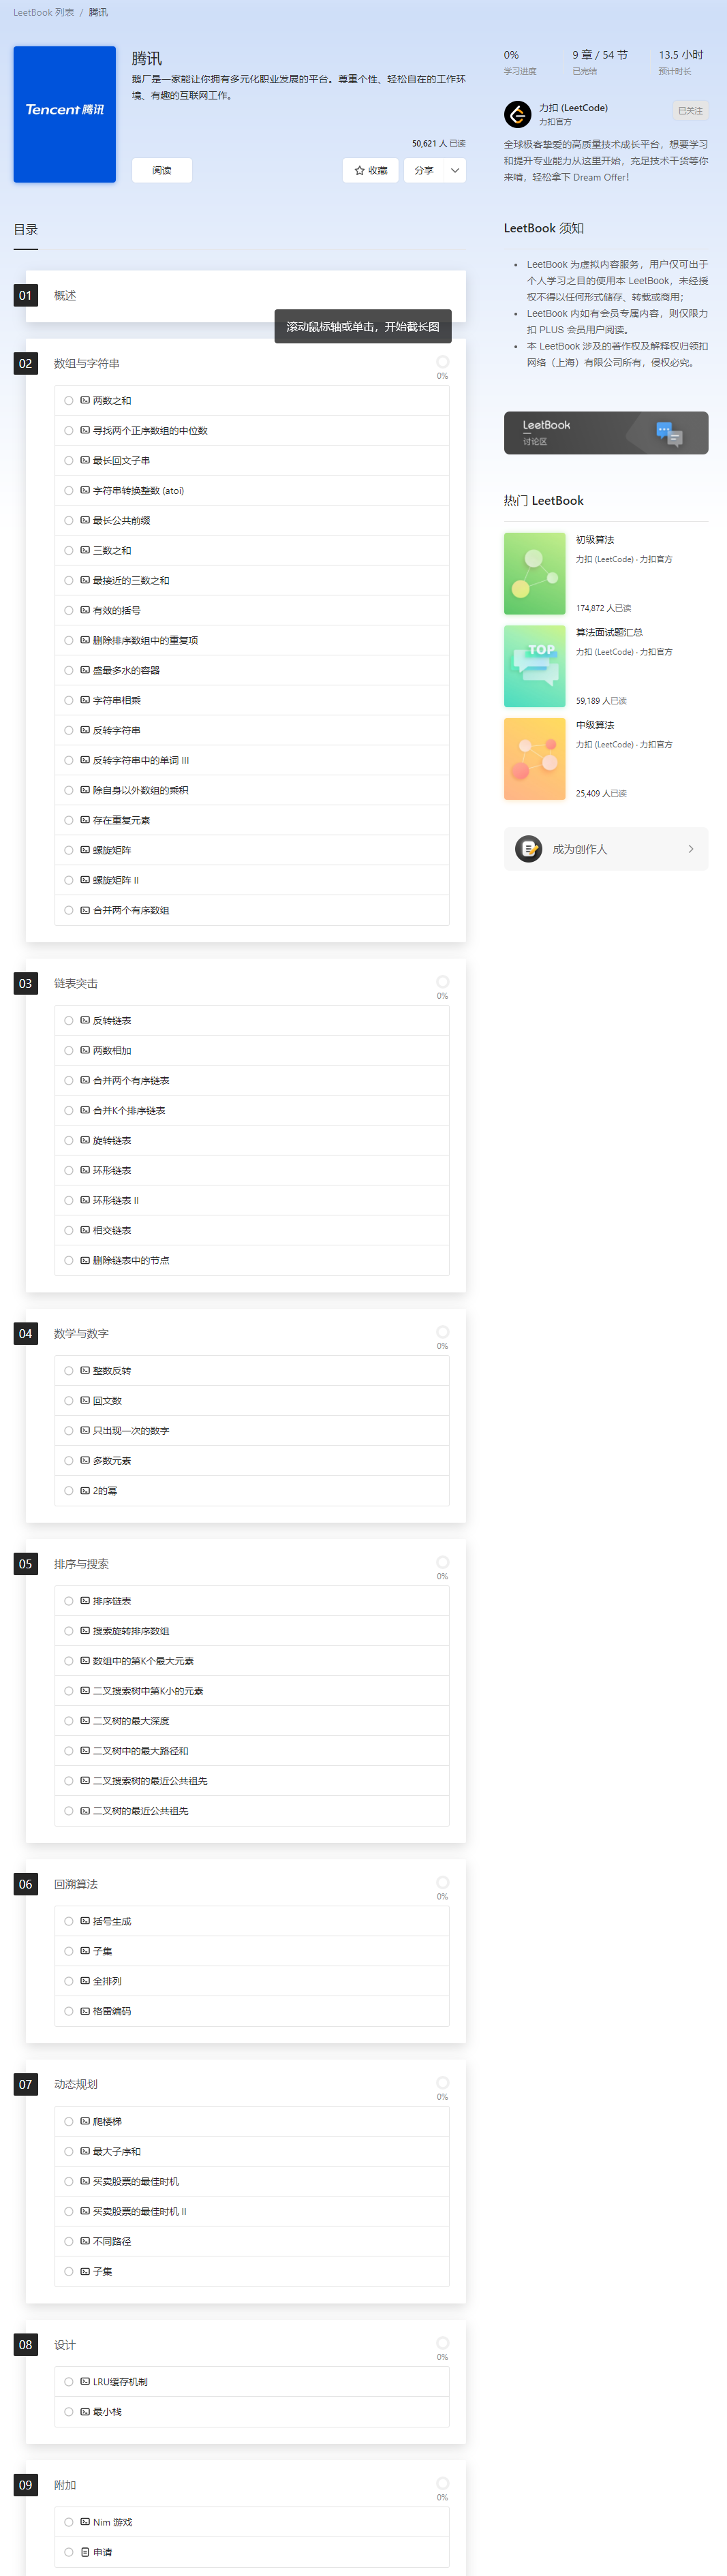 LeetBook 列表 / 腾讯
Tencent 腾讯
腾讯
鹅厂是一家能让你拥有多元化职业发展的平台。尊重个性、轻松自在的工作环
境、有趣的互联网工作。
50,621 人 已读
阅读
收藏
分享
0%
学习进度
9 章 / 54 节
已完结
13.5 小时
预计时长
力扣 (LeetCode)
力扣官方
已关注
全球极客挚爱的高质量技术成长平台，想要学习
和提升专业能力从这里开始，充足技术干货等你
来啃，轻松拿下 Dream Offer！
目录
01
概述
滚动鼠标轴或单击，开始截长图
02
数组与字符串
0%
两数之和
寻找两个正序数组的中位数
最长回文子串
字符串转换整数 (atoi)
最长公共前缀
三数之和
最接近的三数之和
有效的括号
删除排序数组中的重复项
盛最多水的容器
字符串相乘
反转字符串
反转字符串中的单词 III
除自身以外数组的乘积
存在重复元素
螺旋矩阵
螺旋矩阵 II
合并两个有序数组
03
链表突击
0%
反转链表
两数相加
合并两个有序链表
合并K个排序链表
旋转链表
环形链表
环形链表 II
相交链表
删除链表中的节点
04
数学与数字
0%
整数反转
回文数
只出现一次的数字
多数元素
2的幂
05
排序与搜索
0%
排序链表
搜索旋转排序数组
数组中的第K个最大元素
二叉搜索树中第K小的元素
二叉树的最大深度
二叉树中的最大路径和
二叉搜索树的最近公共祖先
二叉树的最近公共祖先
06
回溯算法
0%
括号生成
子集
全排列
格雷编码
07
动态规划
0%
爬楼梯
最大子序和
买卖股票的最佳时机
买卖股票的最佳时机 II
不同路径
子集
08
设计
0%
LRU缓存机制
最小栈
09
附加
0%
Nim 游戏
申请
LeetBook 须知
LeetBook 为虚拟内容服务，用户仅可出于
个人学习之目的使用本 LeetBook，未经授
权不得以任何形式储存、转载或商用；
LeetBook 内如有会员专属内容，则仅限力
扣 PLUS 会员用户阅读。
本 LeetBook 涉及的著作权及解释权归领扣
网络（上海）有限公司所有，侵权必究。
LeetBook
讨论区
热门 LeetBook
初级算法
力扣 (LeetCode) · 力扣官方
174,872 人已读
TOP
算法面试题汇总
力扣 (LeetCode) · 力扣官方
59,189 人已读
中级算法
力扣 (LeetCode) · 力扣官方
25,409 人已读
成为创作人